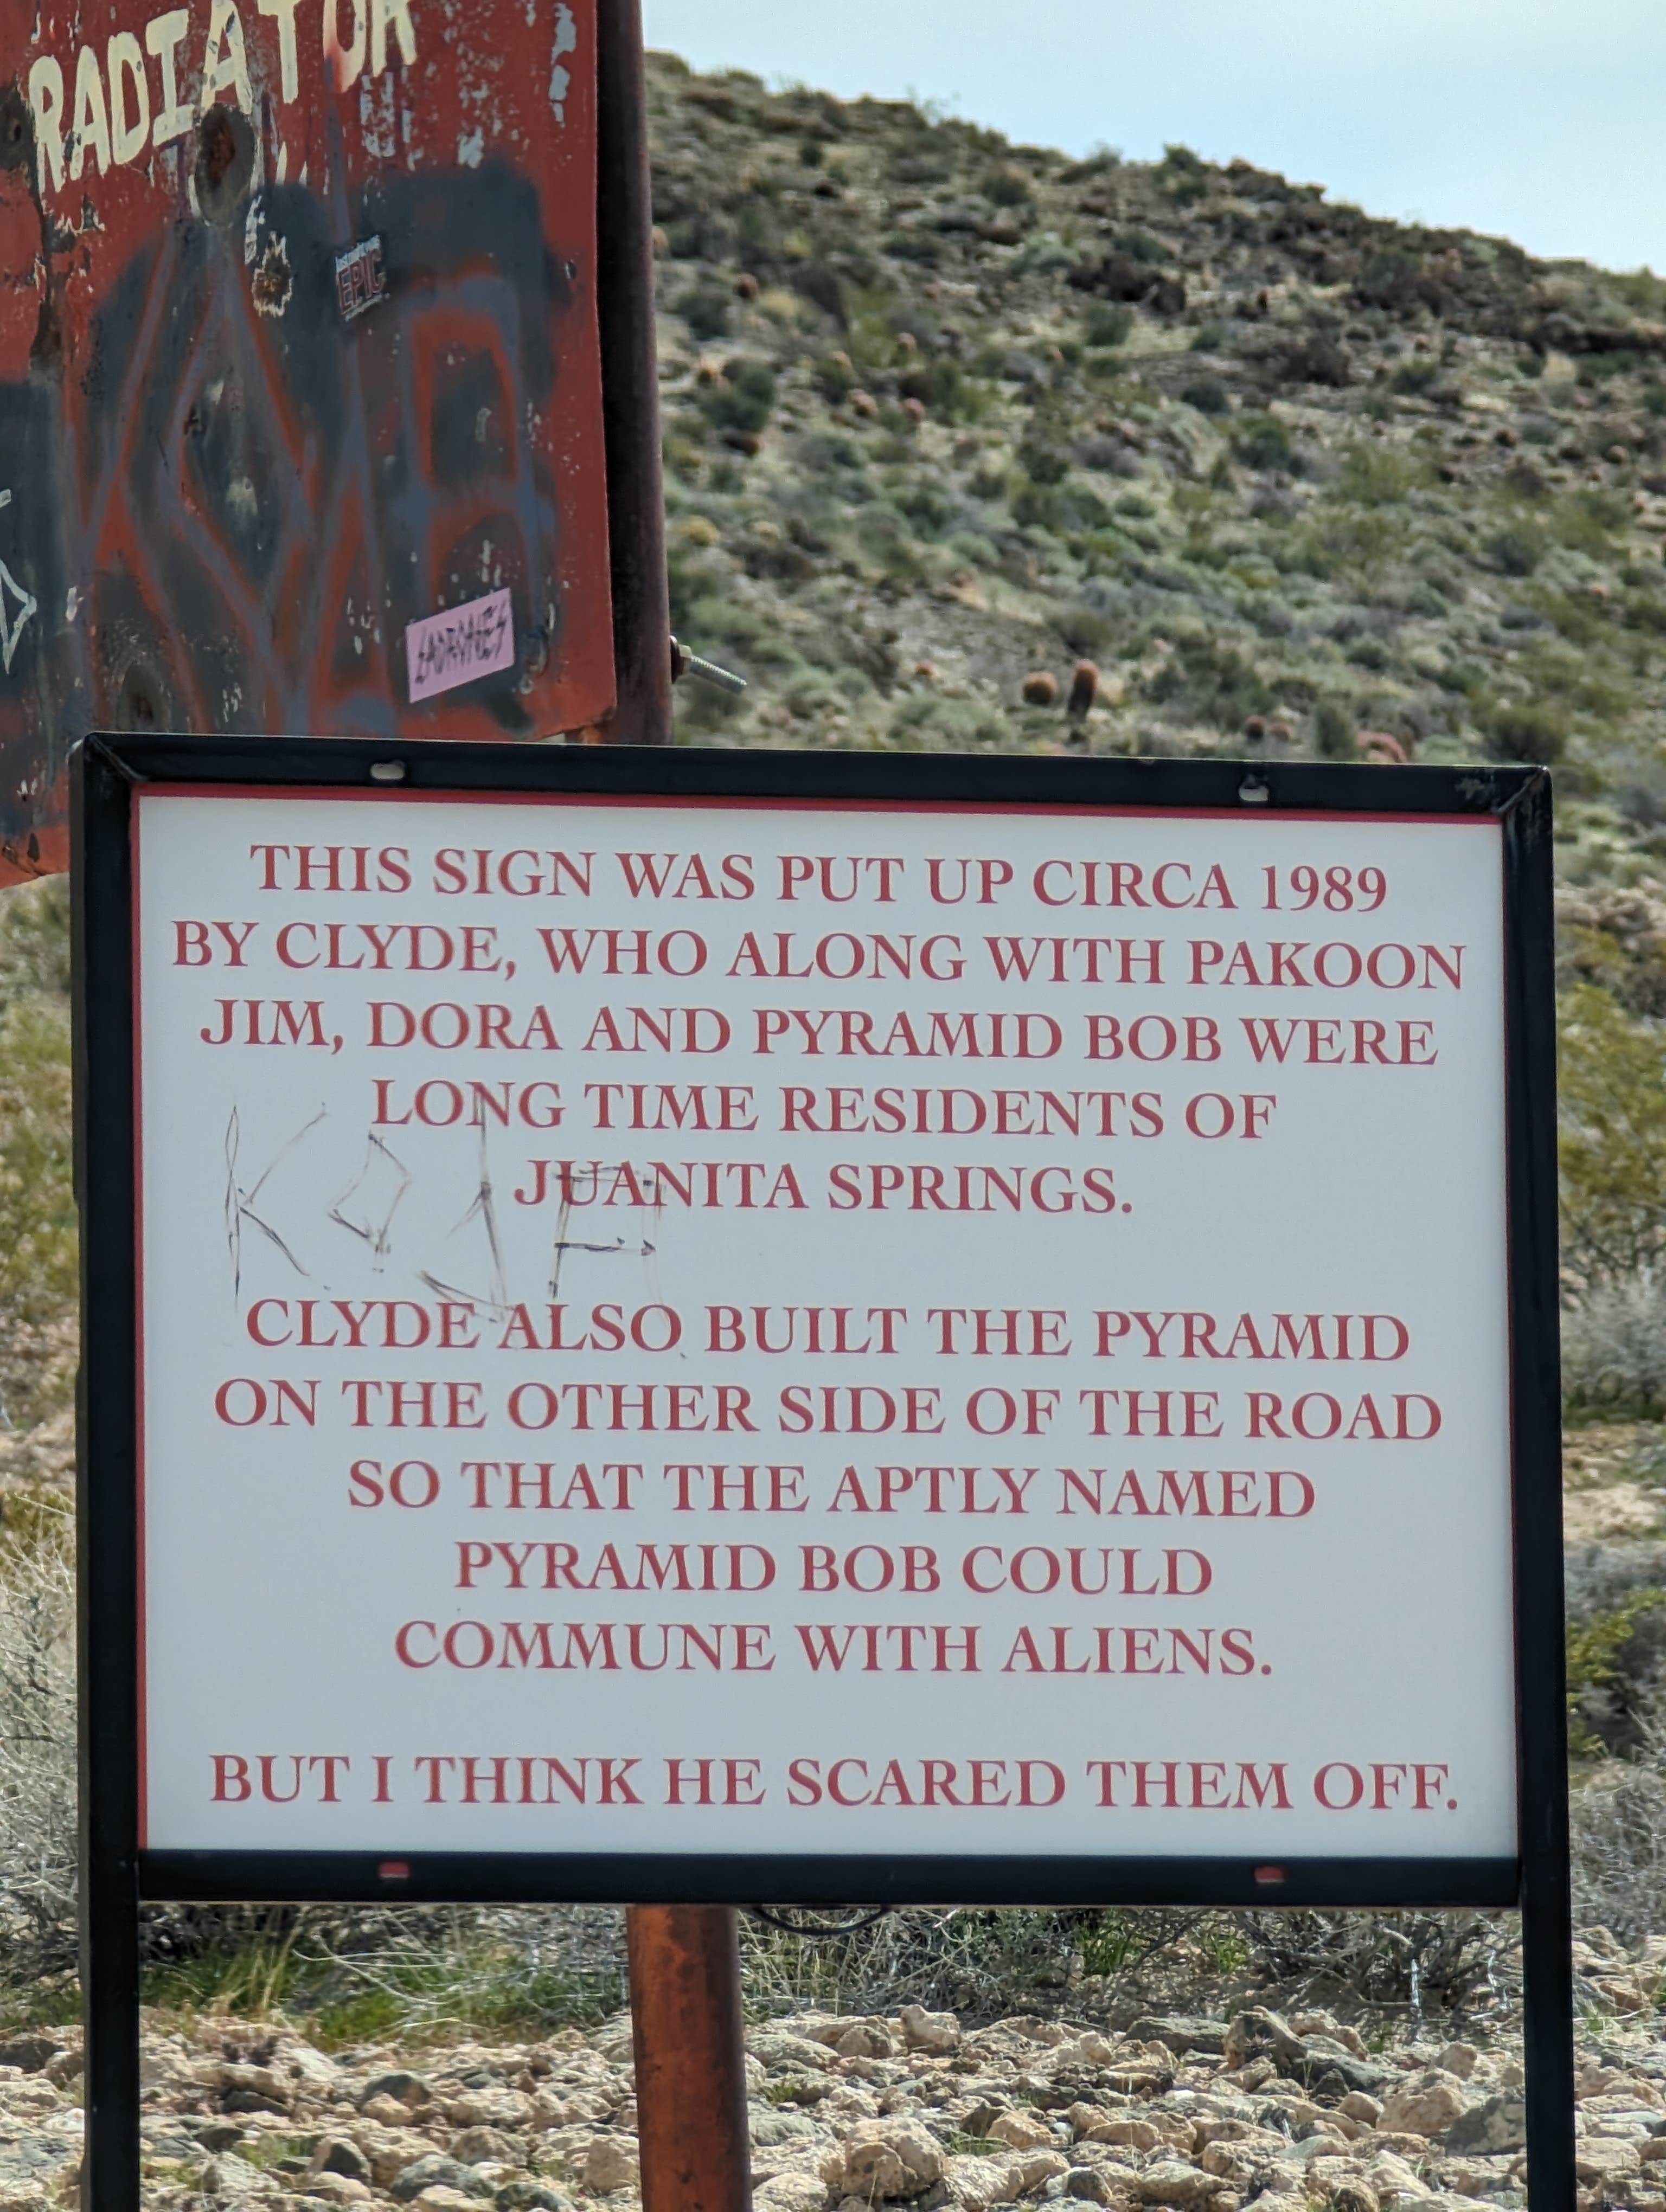 RADIATOR
EPIC
THIS SIGN WAS PUT UP CIRCA 1989
BY CLYDE, WHO ALONG WITH PAKOON
JIM, DORA AND PYRAMID BOB WERE
LONG TIME RESIDENTS OF
JUANITA SPRINGS.
CLYDE ALSO BUILT THE PYRAMID
ON THE OTHER SIDE OF THE ROAD
SO THAT THE APTLY NAMED
PYRAMID BOB COULD
COMMUNE WITH ALIENS.
BUT I THINK HE SCARED THEM OFF.